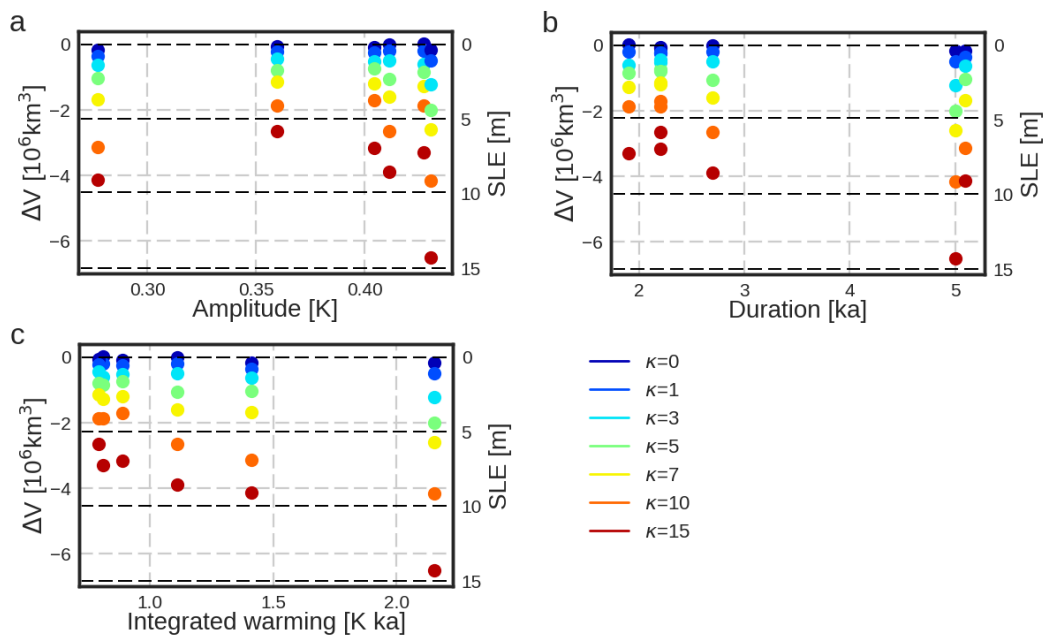 a
0
−2
−4
−6
ΔV [10⁶km³]
0
5
10
15
SLE [m]
0.30
0.35
0.40
Amplitude [K]
b
0
−2
−4
−6
ΔV [10⁶km³]
0
5
10
15
SLE [m]
2
3
4
5
Duration [ka]
c
0
−2
−4
−6
ΔV [10⁶km³]
0
5
10
15
SLE [m]
1.0
1.5
2.0
Integrated warming [K ka]
κ=0
κ=1
κ=3
κ=5
κ=7
κ=10
κ=15